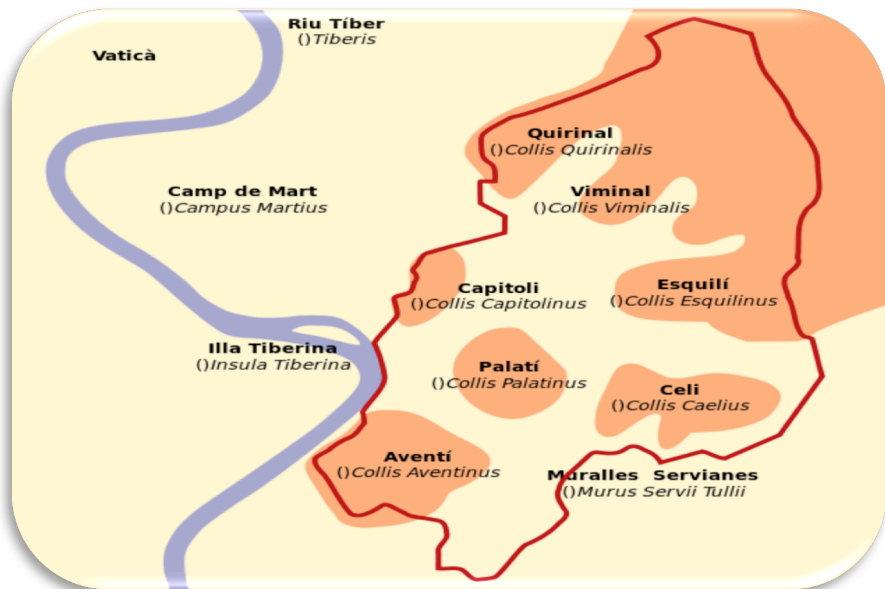 Riu Tíber
()Tiberis
Vaticà
Quirinal
()Collis Quirinalis
Camp de Mart
()Campus Martius
Viminal
()Collis Viminalis
Capitoli
()Collis Capitolinus
Esquilí
()Collis Esquilinus
Illa Tiberina
()Insula Tiberina
Palatí
()Collis Palatinus
Celi
()Collis Caelius
Aventí
()Collis Aventinus
Muralles Servianes
()Murus Servii Tullii